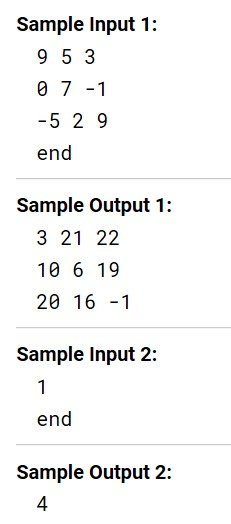 Sample Input 1:
9 5 3
0 7 -1
-5 2 9
end
Sample Output 1:
3 21 22
10 6 19
20 16 -1
Sample Input 2:
1
end
Sample Output 2:
4